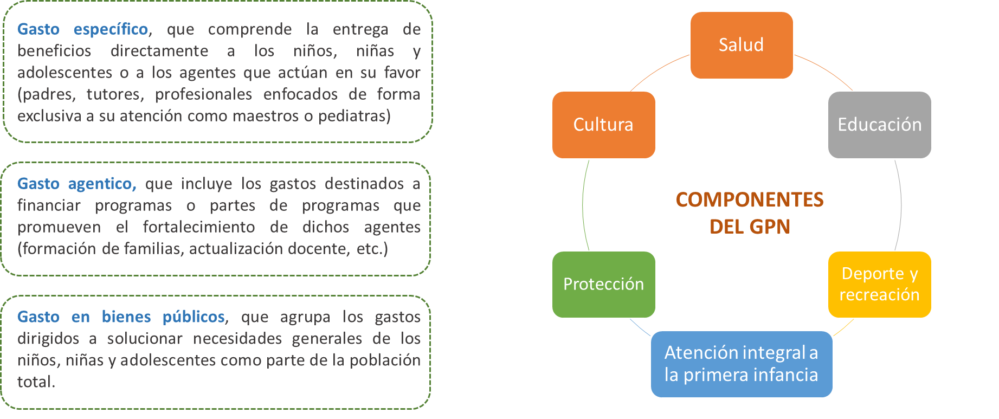 Gasto específico, que comprende la entrega de
beneficios directamente a los niños, niñas y
adolescentes o a los agentes que actúan en su favor
(padres, tutores, profesionales enfocados de forma
exclusiva a su atención como maestros o pediatras)
Gasto agentico, que incluye los gastos destinados a
financiar programas o partes de programas que
promueven el fortalecimiento de dichos agentes
(formación de familias, actualización docente, etc.)
Gasto en bienes públicos, que agrupa los gastos
dirigidos a solucionar necesidades generales de los
niños, niñas y adolescentes como parte de la población
total.
COMPONENTES
DEL GPN
Salud
Educación
Deporte y
recreación
Atención integral a
la primera infancia
Protección
Cultura